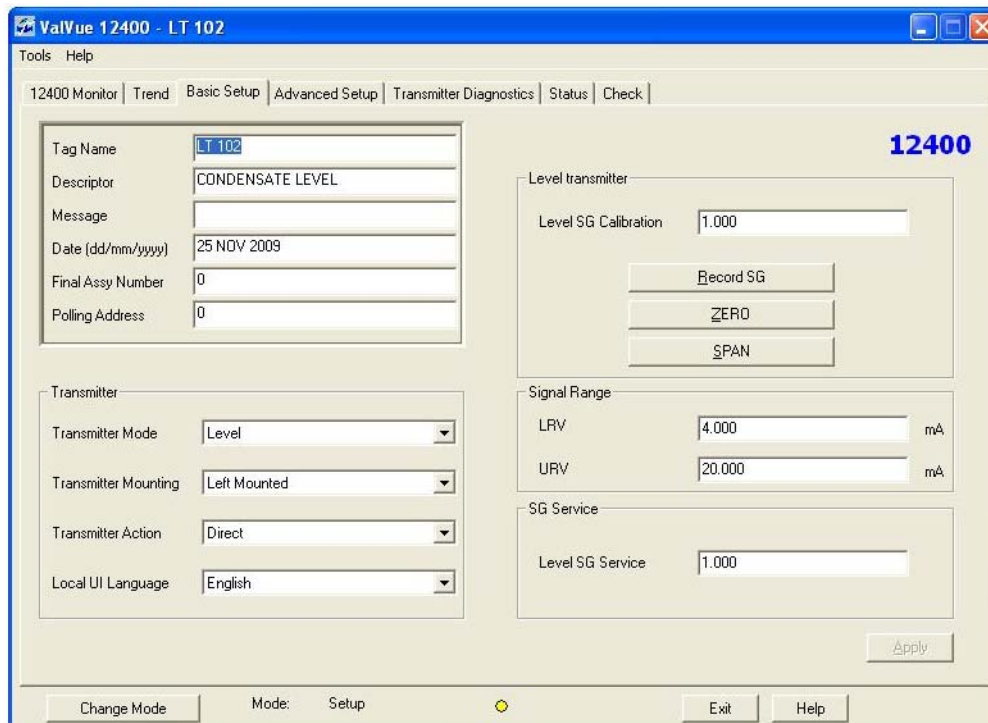 ValVue 12400 - LT 102
Tools Help
12400 Monitor Trend Basic Setup Advanced Setup Transmitter Diagnostics Status Check
12400
Tag Name LT 102
Descriptor CONDENSATE LEVEL
Message
Date (dd/mm/yyyy) 25 NOV 2009
Final Assy Number 0
Polling Address 0
Level transmitter
Level SG Calibration 1.000
Record SG
ZERO
SPAN
Transmitter
Transmitter Mode Level
Transmitter Mounting Left Mounted
Transmitter Action Direct
Local UI Language English
Signal Range
LRV 4.000 mA
URV 20.000 mA
SG Service
Level SG Service 1.000
Apply
Change Mode Mode: Setup Exit Help